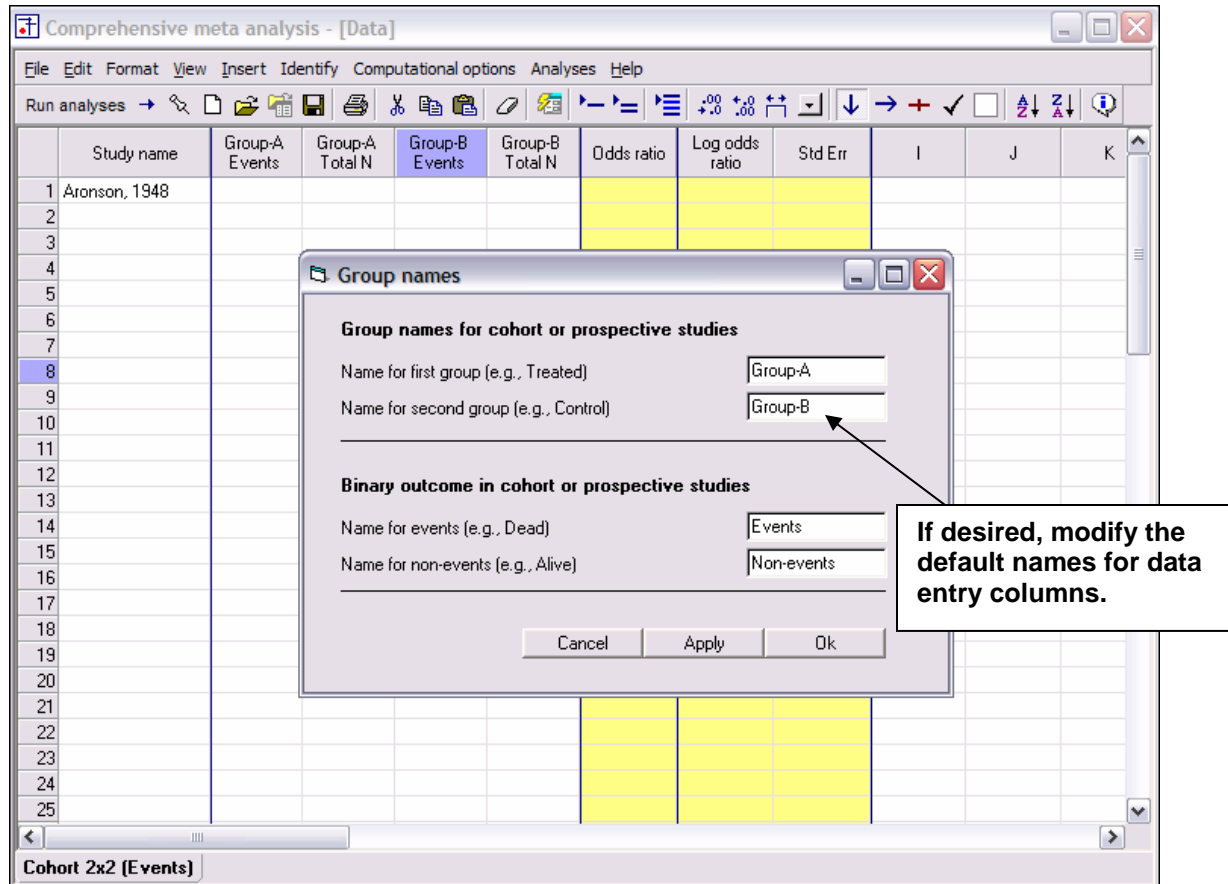 Comprehensive meta analysis - [Data]
File Edit Format View Insert Identify Computational options Analyses Help
Run analyses
Study name Group-A Events Group-A Total N Group-B Events Group-B Total N Odds ratio Log odds ratio Std Err I J K
1 Aronson, 1948
2
3
4
5
6
7
8
9
10
11
12
13
14
15
16
17
18
19
20
21
22
23
24
25
Group names
Group names for cohort or prospective studies
Name for first group (e.g., Treated) Group-A
Name for second group (e.g., Control) Group-B
Binary outcome in cohort or prospective studies
Name for events (e.g., Dead) Events
Name for non-events (e.g., Alive) Non-events
Cancel Apply Ok
If desired, modify the
default names for data
entry columns.
Cohort 2x2 (Events)